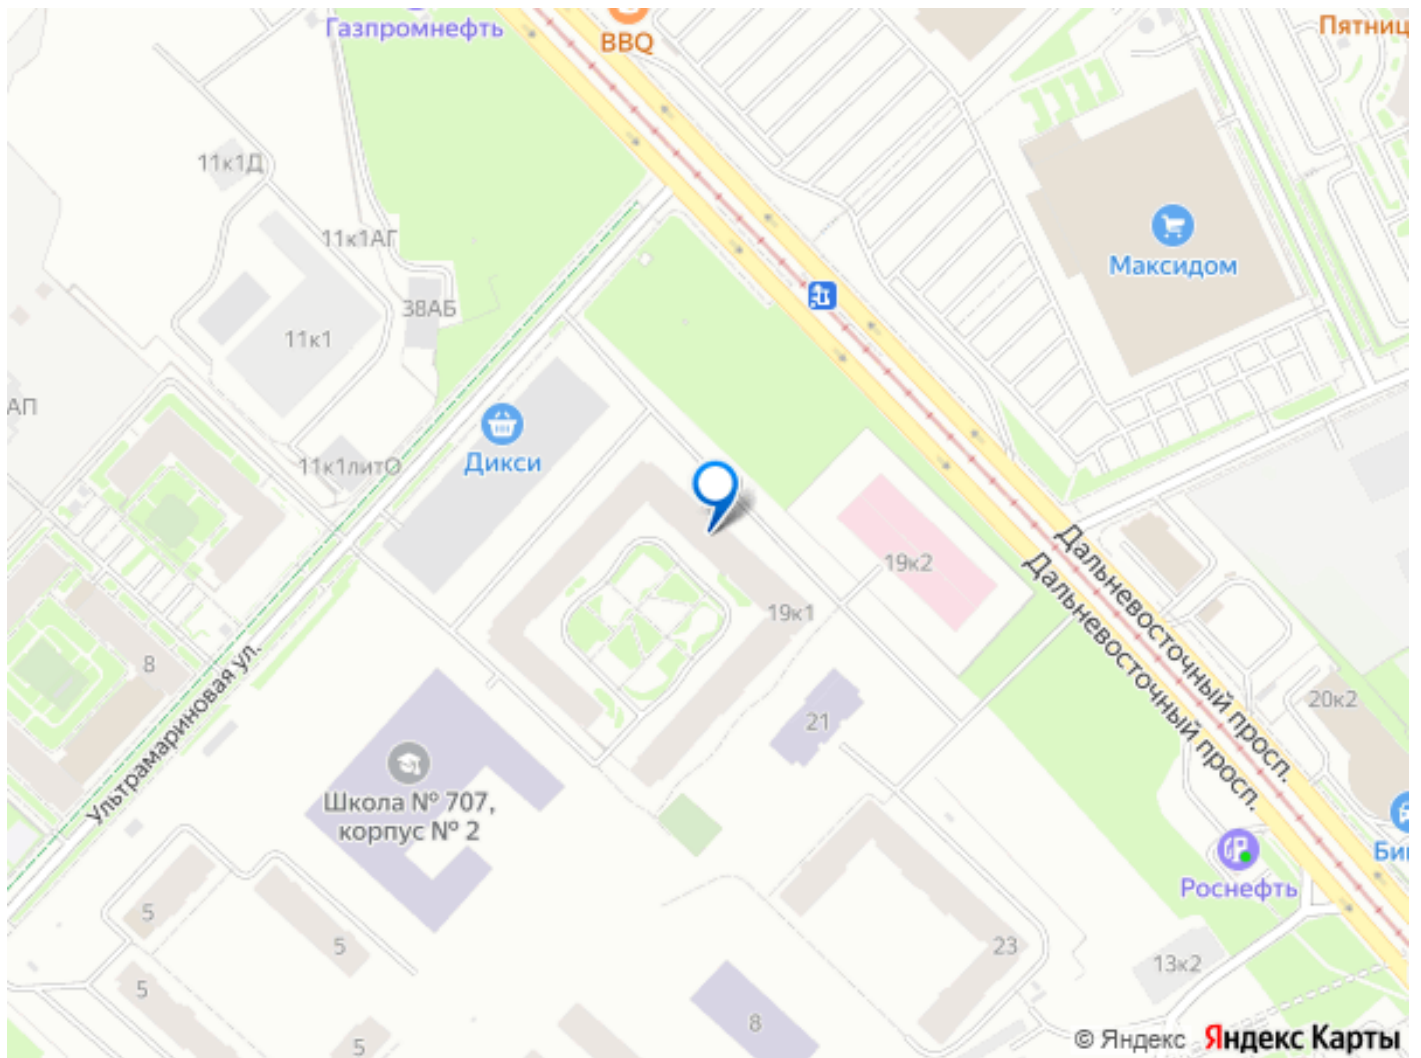 Газпромнефть
BBQ
Пятниц
11к1Д
11к1АГ
Максидом
38АБ
11к1
АП
Дикси
11к1литО
19к2
Дальневосточный просп.
Дальневосточный просп.
19к1
8
Ультрамариновая ул.
21
20к2
Школа № 707,
корпус № 2
Би
Роснефть
5
5
23
13к2
5
8
5
© Яндекс Яндекс Карты